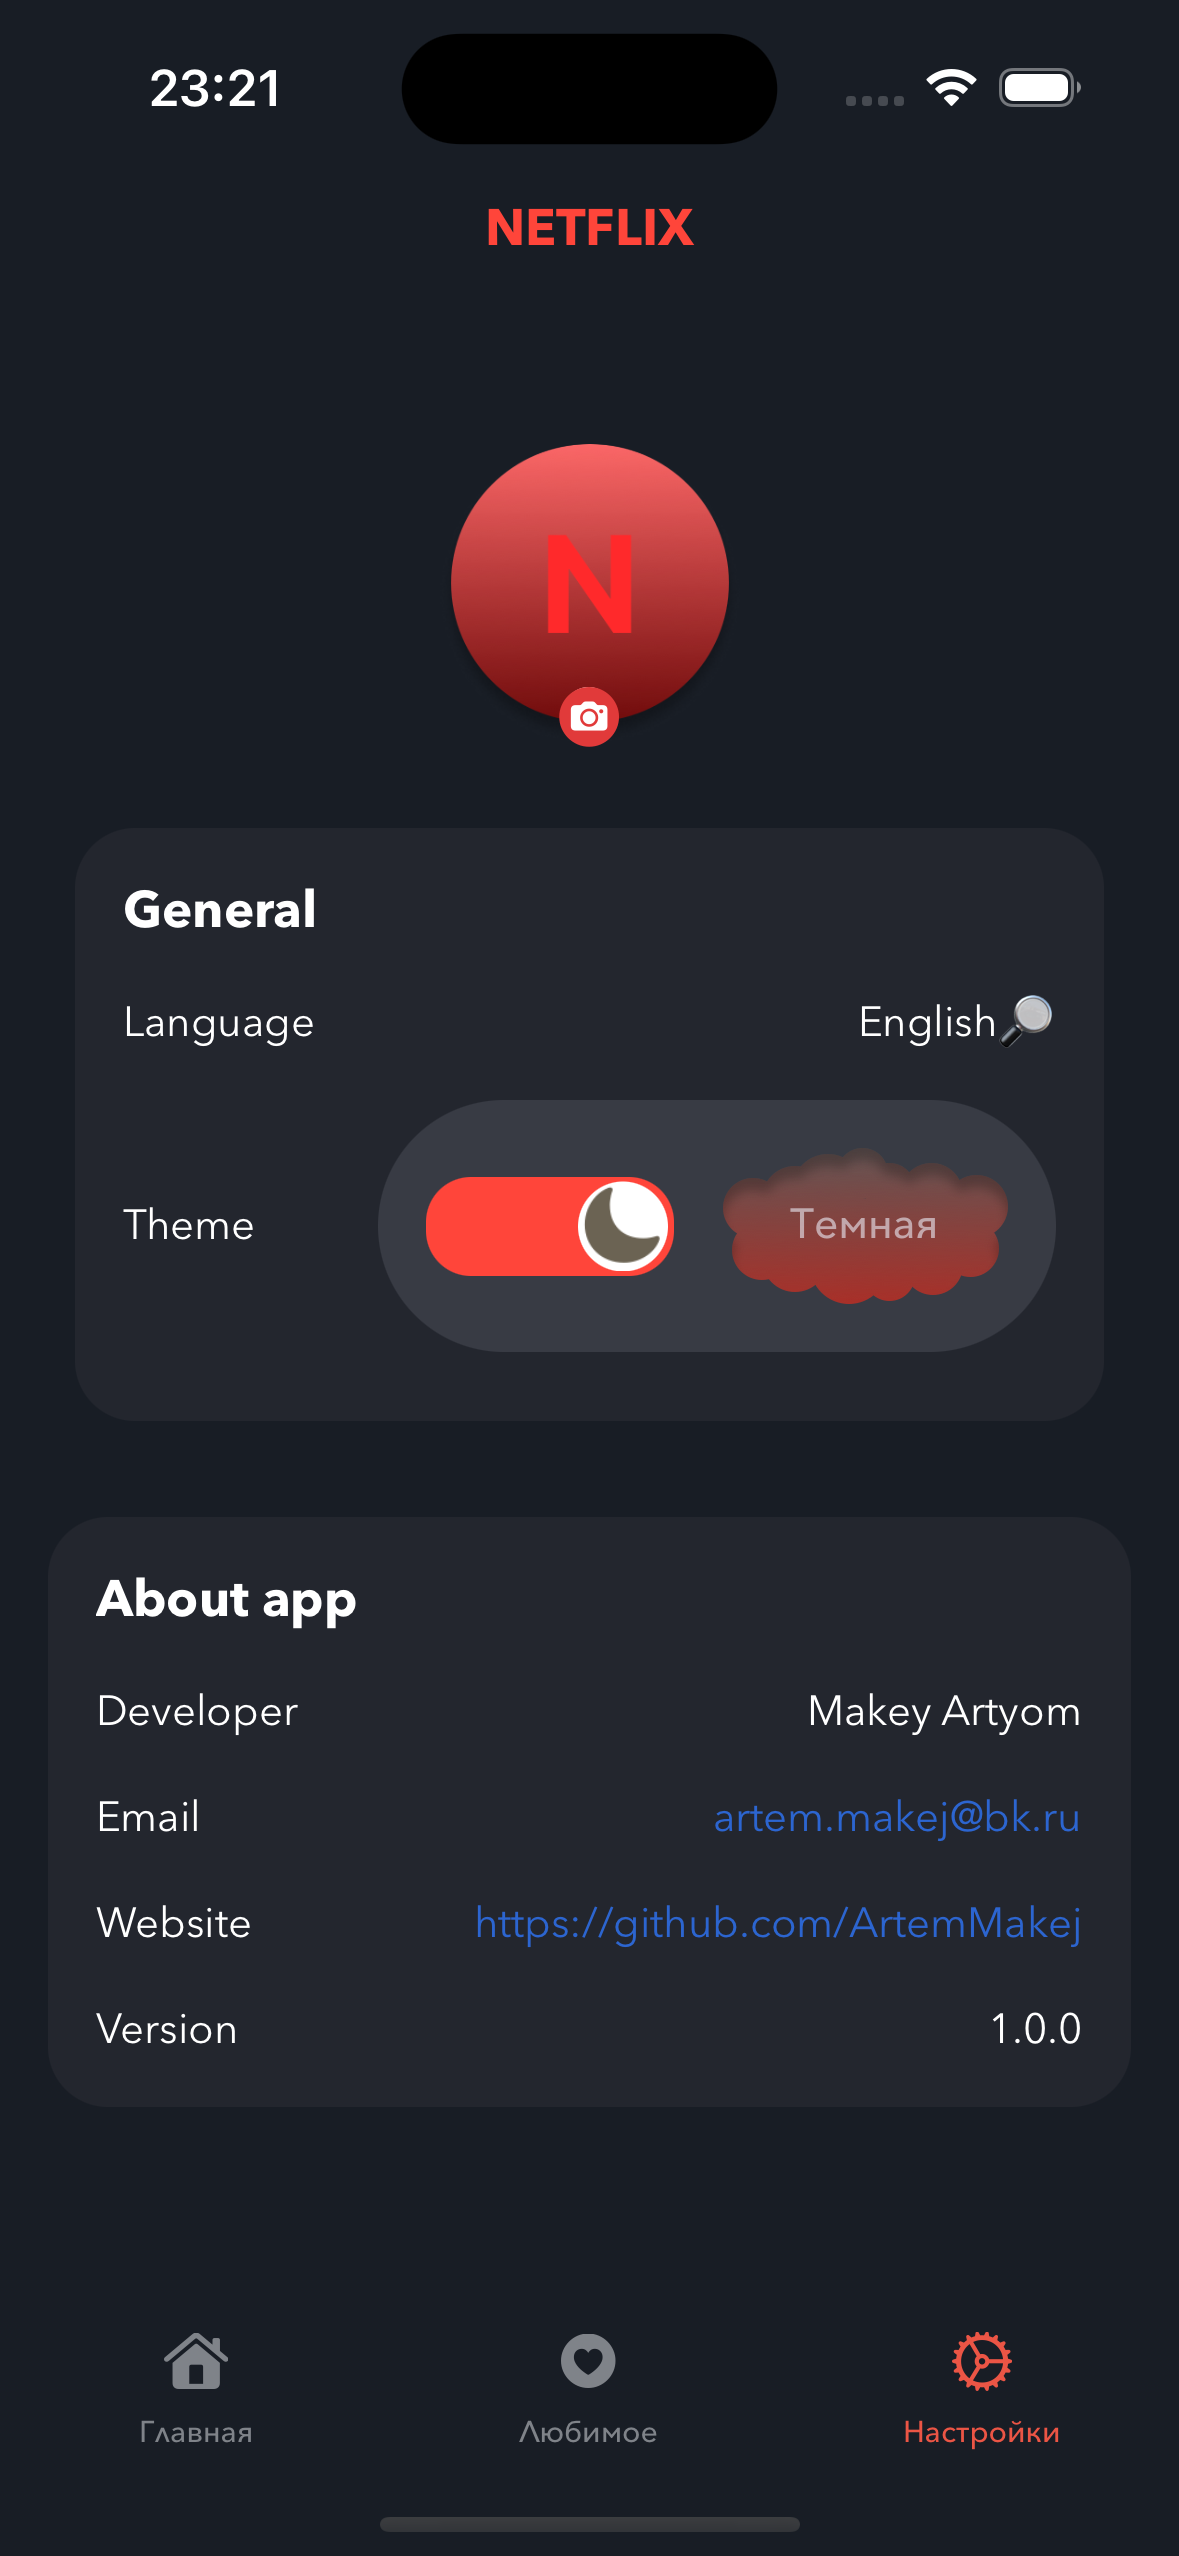 23:21
NETFLIX
N
General
Language English
Theme Темная
About app
Developer Makey Artyom
Email artem.makej@bk.ru
Website https://github.com/ArtemMakej
Version 1.0.0
Главная Любимое Настройки